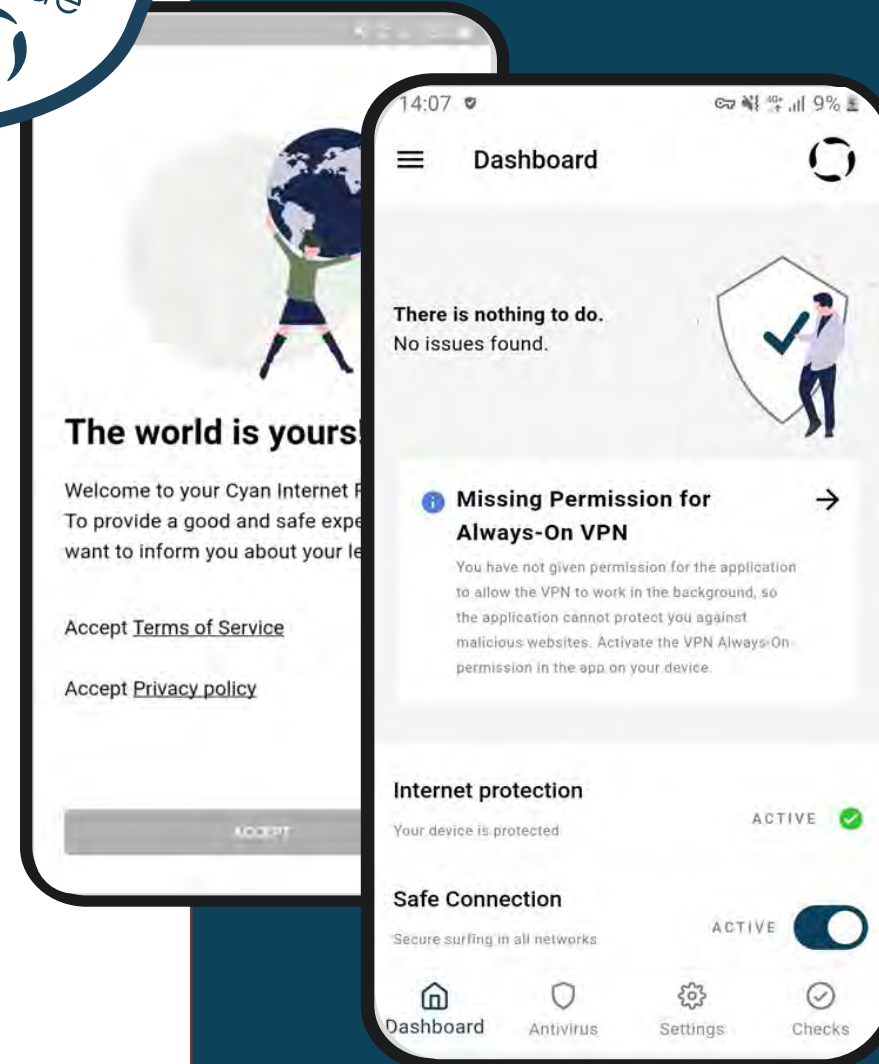 The world is yours!
Welcome to your Cyan Internet
To provide a good and safe
want to inform you about your
Accept Terms of Service
Accept Privacy policy
ACCEPT
14:07
9%
Dashboard
There is nothing to do.
No issues found.
Missing Permission for
Always-On VPN
You have not given permission for the application
to allow the VPN to work in the background, so
the application cannot protect you against
malicious websites. Activate the VPN Always-On
permission in the app on your device.
Internet protection
Your device is protected
ACTIVE
Safe Connection
Secure surfing in all networks
ACTIVE
Dashboard
Antivirus
Settings
Checks